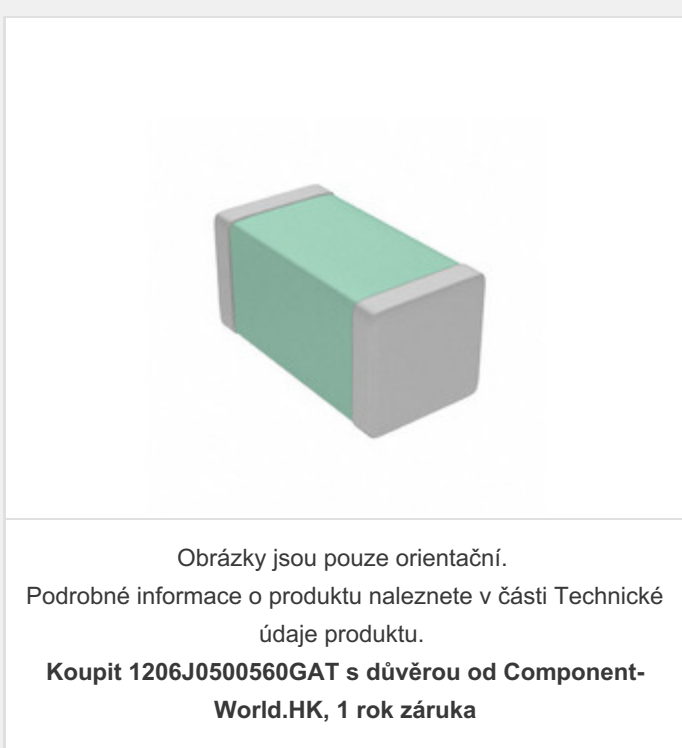 Obrázky jsou pouze orientační.
Podrobné informace o produktu naleznete v části Technické
údaje produktu.
Koupit 1206J0500560GAT s důvěrou od Component-
World.HK, 1 rok záruka